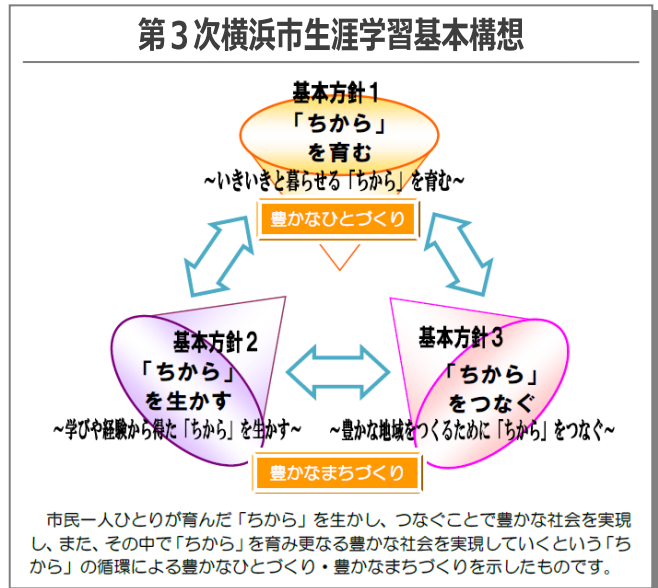 第３次横浜市生涯学習基本構想
基本方針１
「ちから」
を育む
～いきいきと暮らせる「ちから」を育む～
豊かなひとづくり
基本方針２
「ちから」
を生かす
～学びや経験から得た「ちから」を生かす～
基本方針３
「ちから」
をつなぐ
～豊かな地域をつくるために「ちから」をつなぐ～
豊かなまちづくり
市民一人ひとりが育んだ「ちから」を生かし、つなぐことで豊かな社会を実現
し、また、その中で「ちから」を育み更なる豊かな社会を実現していくという「ち
から」の循環による豊かなひとづくり・豊かなまちづくりを示したものです。